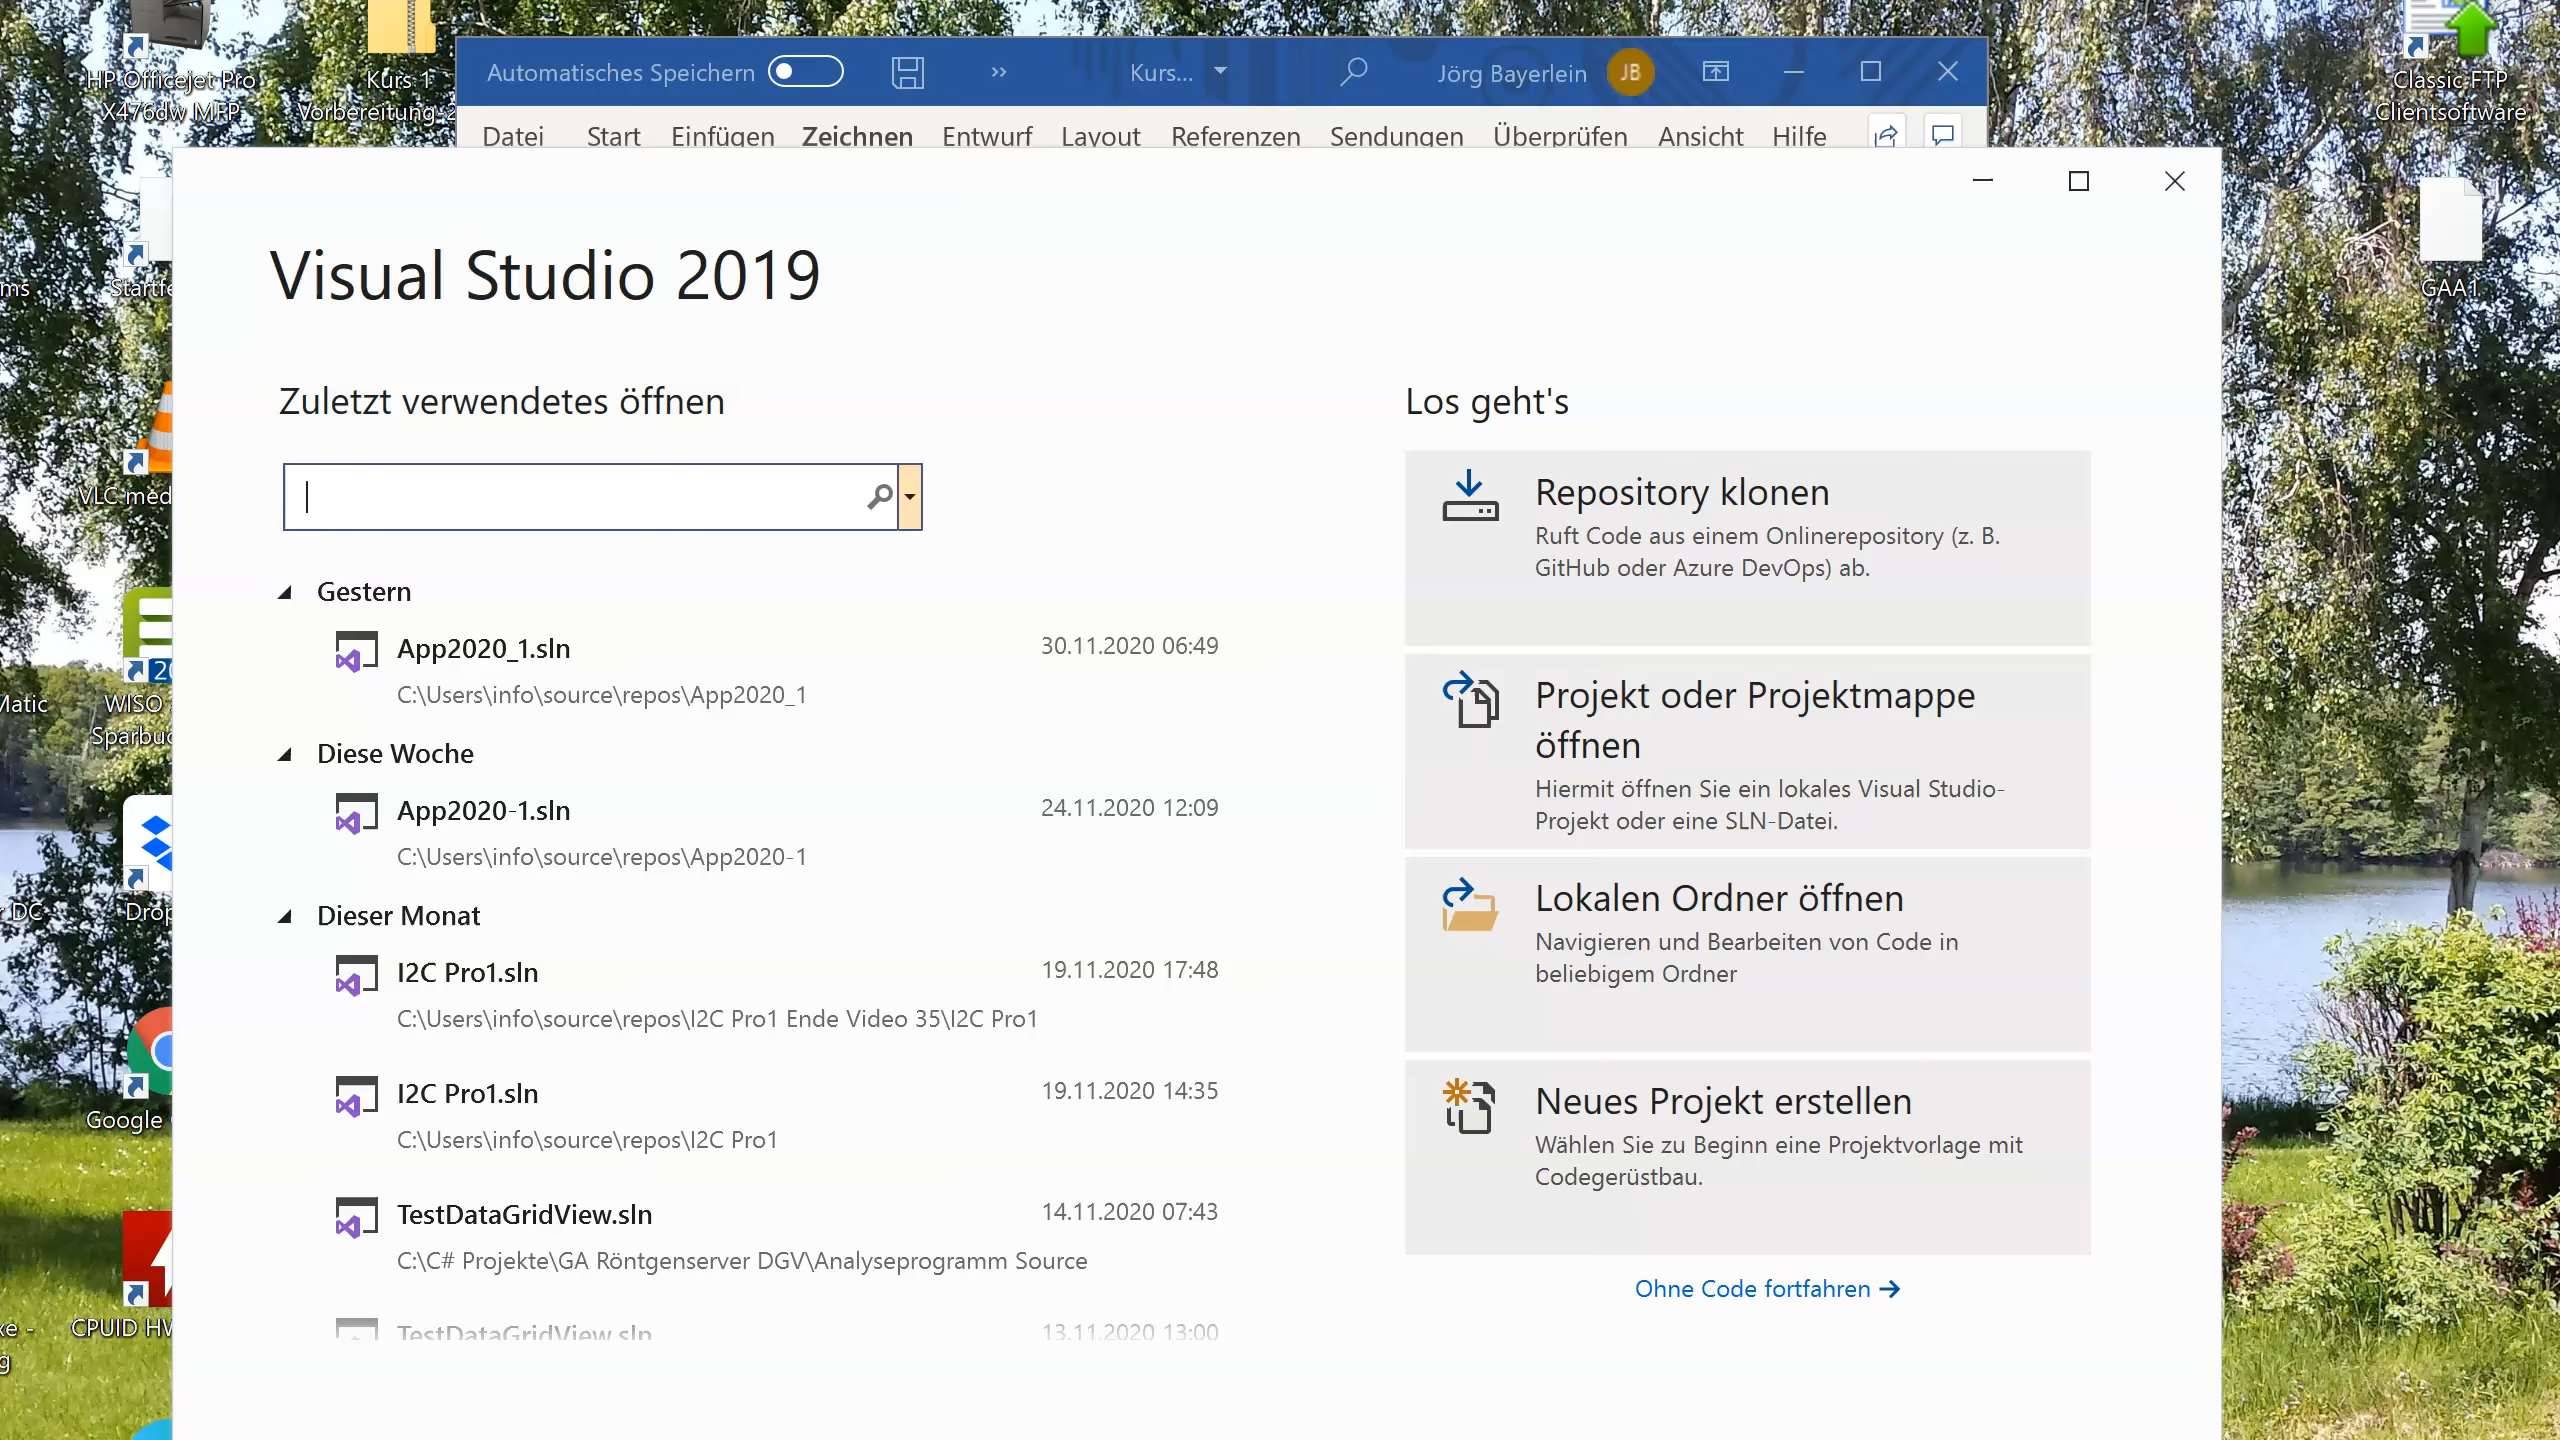 HP Officejet Pro
X476dw MFP
Kurs 1
Automatisches Speichern
Kurs...
Jörg Bayerlein
JB
Classic FTP
Clientsoftware
Datei Start Einfügen Zeichnen Entwurf Layout Referenzen Sendungen Überprüfen Ansicht Hilfe
GAA1
Visual Studio 2019
Zuletzt verwendetes öffnen
Gestern
App2020_1.sln
30.11.2020 06:49
C:\Users\info\source\repos\App2020_1
Diese Woche
App2020-1.sln
24.11.2020 12:09
C:\Users\info\source\repos\App2020-1
Dieser Monat
I2C Pro1.sln
19.11.2020 17:48
C:\Users\info\source\repos\I2C Pro1 Ende Video 35\I2C Pro1
I2C Pro1.sln
19.11.2020 14:35
C:\Users\info\source\repos\I2C Pro1
TestDataGridView.sln
14.11.2020 07:43
C:\C# Projekte\GA Röntgenserver DGV\Analyseprogramm Source
TestDataGridView.sln
13.11.2020 13:00
Los geht's
Repository klonen
Ruft Code aus einem Onlinerepository (z. B.
GitHub oder Azure DevOps) ab.
Projekt oder Projektmappe
öffnen
Hiermit öffnen Sie ein lokales Visual Studio-
Projekt oder eine SLN-Datei.
Lokalen Ordner öffnen
Navigieren und Bearbeiten von Code in
beliebigem Ordner
Neues Projekt erstellen
Wählen Sie zu Beginn eine Projektvorlage mit
Codegerüstbau.
Ohne Code fortfahren
VLC med
WISO
Google
CPUID HW